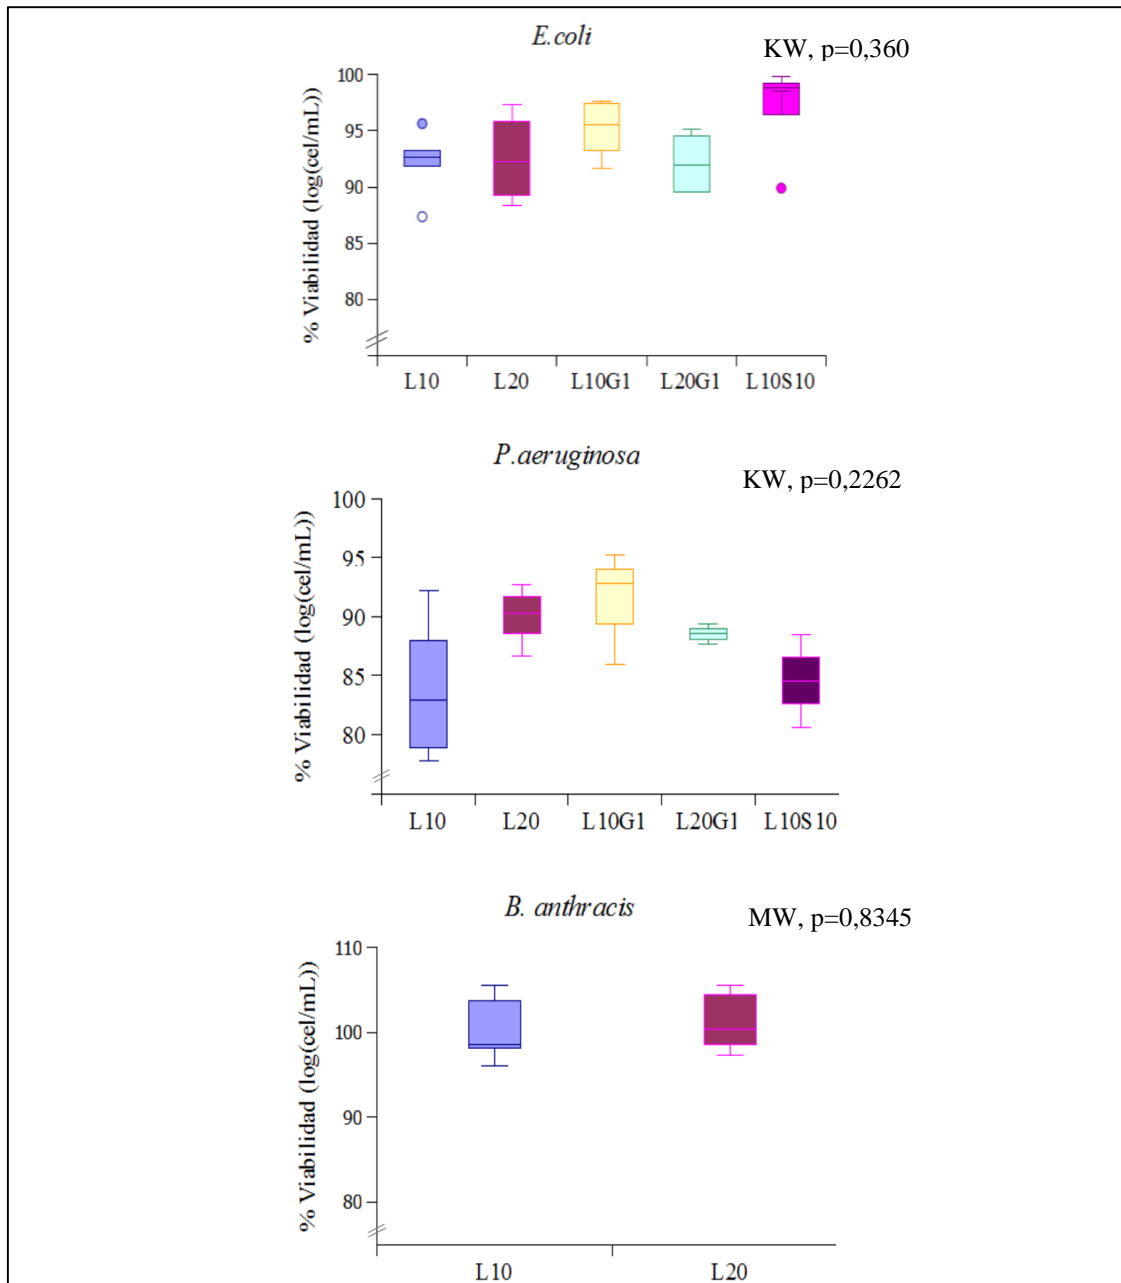 E.coli
KW, p=0,360
% Viabilidad (log(cel/mL))
100
95
90
85
80
L10 L20 L10G1 L20G1 L10S10
P.aeruginosa
KW, p=0,2262
% Viabilidad (log(cel/mL))
100
95
90
85
80
L10 L20 L10G1 L20G1 L10S10
B. anthracis
MW, p=0,8345
% Viabilidad (log(cel/mL))
110
100
90
80
L10 L20